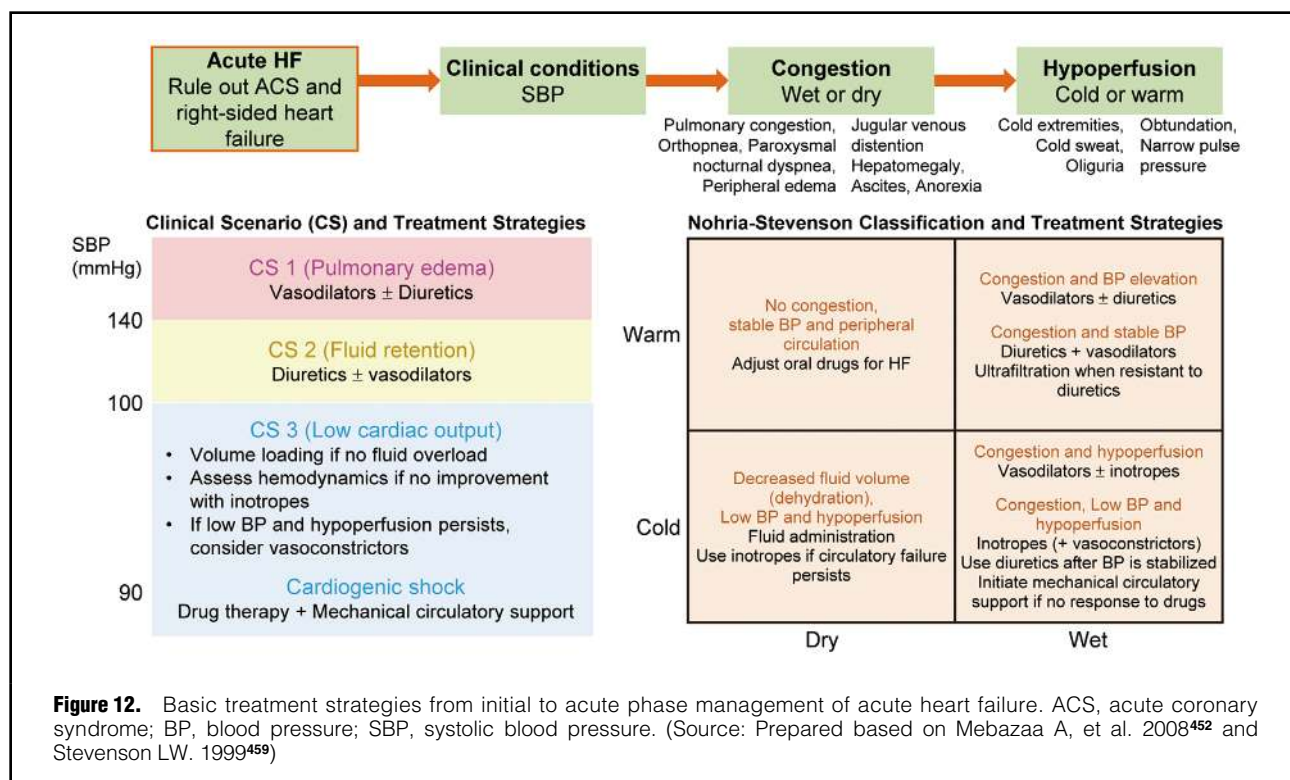 Acute HF
Rule out ACS and
right-sided heart
failure
Clinical conditions
SBP
Congestion
Wet or dry
Hypoperfusion
Cold or warm
Pulmonary congestion,
Orthopnea, Paroxysmal
nocturnal dyspnea,
Peripheral edema
Jugular venous
distention
Hepatomegaly,
Ascites, Anorexia
Cold extremities,
Cold sweat,
Oliguria
Obtundation,
Narrow pulse
pressure
Clinical Scenario (CS) and Treatment Strategies
SBP
(mmHg)
CS 1 (Pulmonary edema)
Vasodilators ± Diuretics
140
CS 2 (Fluid retention)
Diuretics ± vasodilators
100
CS 3 (Low cardiac output)
• Volume loading if no fluid overload
• Assess hemodynamics if no improvement
with inotropes
• If low BP and hypoperfusion persists,
consider vasoconstrictors
90
Cardiogenic shock
Drug therapy + Mechanical circulatory support
Nohria-Stevenson Classification and Treatment Strategies
Warm
No congestion,
stable BP and peripheral
circulation
Adjust oral drugs for HF
Congestion and BP elevation
Vasodilators ± diuretics
Congestion and stable BP
Diuretics + vasodilators
Ultrafiltration when resistant to
diuretics
Cold
Decreased fluid volume
(dehydration),
Low BP and hypoperfusion
Fluid administration
Use inotropes if circulatory failure
persists
Congestion and hypoperfusion
Vasodilators ± inotropes
Congestion, Low BP and
hypoperfusion
Inotropes (+ vasoconstrictors)
Use diuretics after BP is stabilized
Initiate mechanical circulatory
support if no response to drugs
Dry
Wet
Figure 12. Basic treatment strategies from initial to acute phase management of acute heart failure. ACS, acute coronary
syndrome; BP, blood pressure; SBP, systolic blood pressure. (Source: Prepared based on Mebazaa A, et al. 2008452 and
Stevenson LW. 1999459)